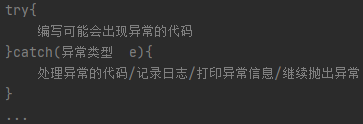 try{
编写可能会出现异常的代码
}catch(异常类型 e){
处理异常的代码/记录日志/打印异常信息/继续抛出异常
}
...